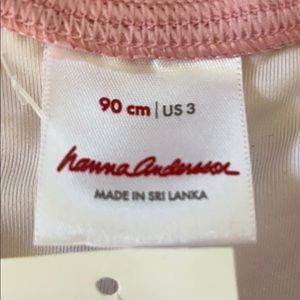 90 cm | US 3
hanna andersson
MADE IN SRI LANKA